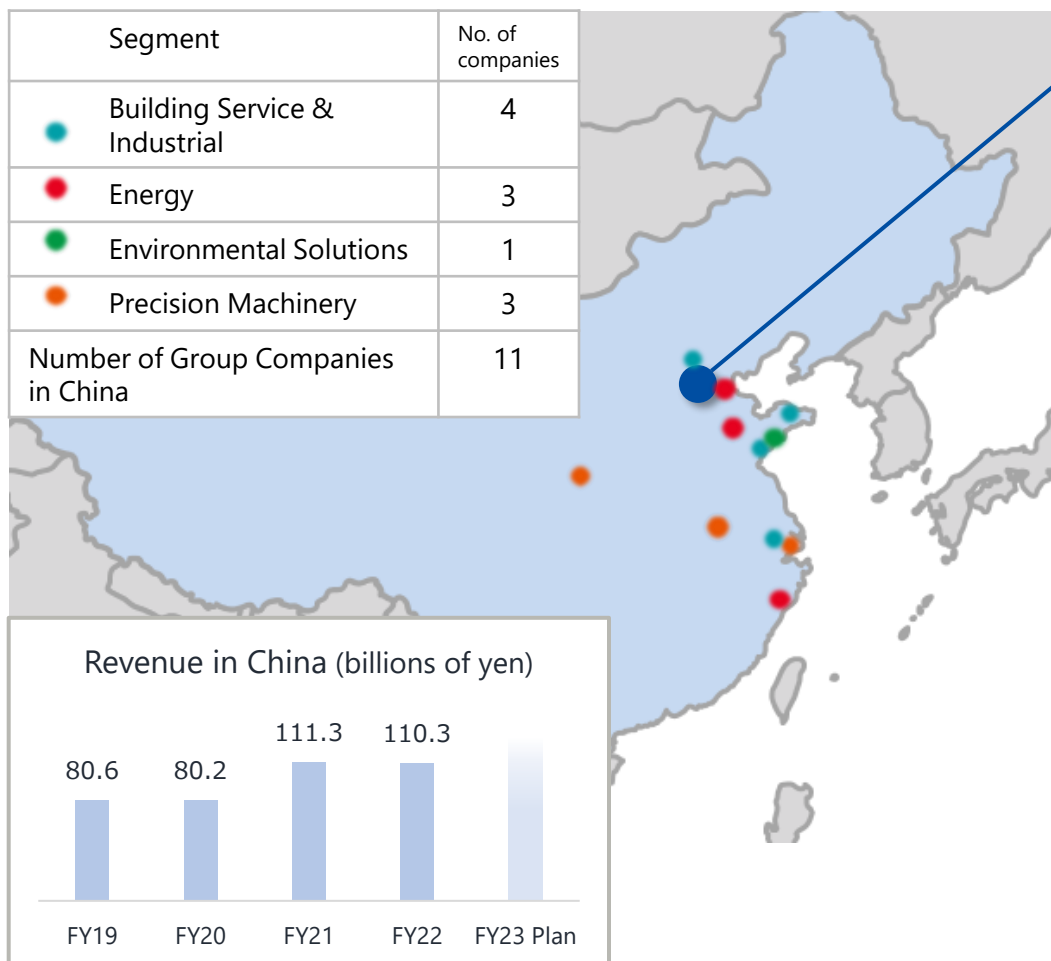 Segment
No. of
companies
Building Service &
Industrial
4
Energy
3
Environmental Solutions
1
Precision Machinery
3
Number of Group Companies
in China
11
Revenue in China (billions of yen)
80.6
80.2
111.3
110.3
FY19
FY20
FY21
FY22
FY23 Plan